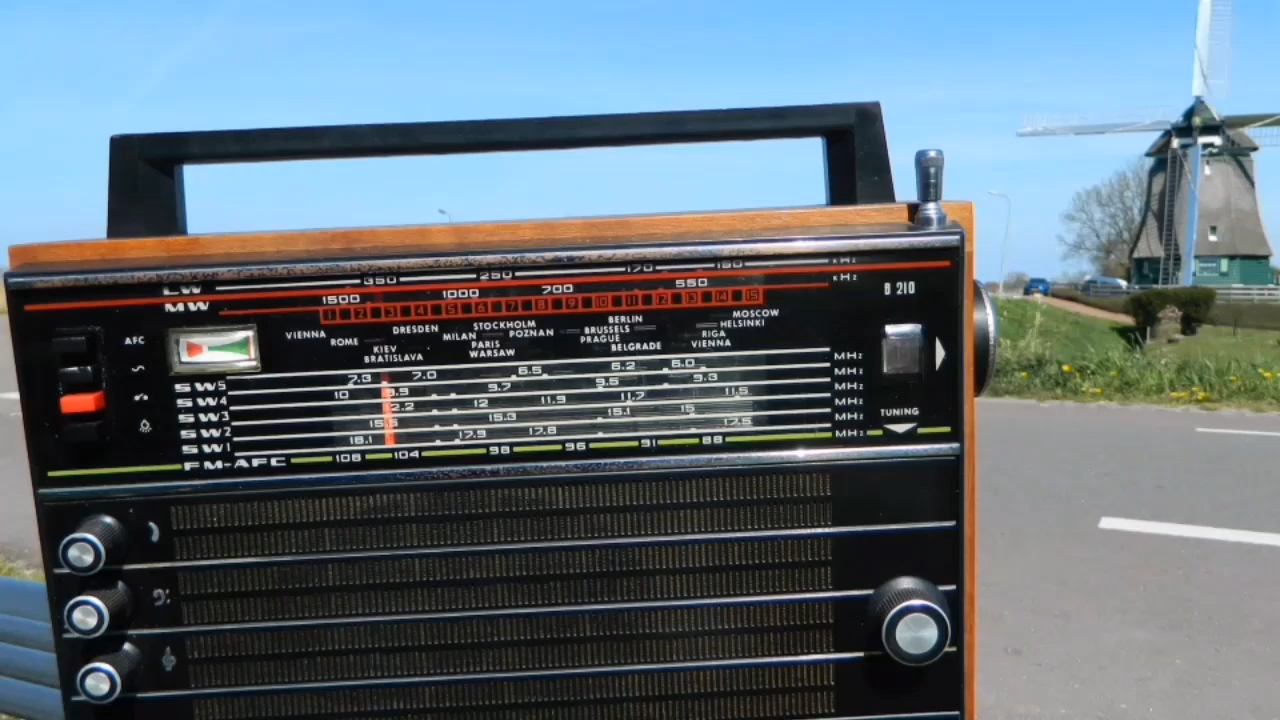 LW 350 250 170 160 KHz
MW 1500 1000 700 550 KHz
1 2 3 4 5 6 7 8 9 10 11 12 13 14 15
B 210
AFC
VIENNA DRESDEN STOCKHOLM BERLIN MOSCOW
ROME MILAN POZNAN BRUSSELS HELSINKI
KIEV PARIS PRAGUE RIGA
BRATISLAVA WARSAW BELGRADE VIENNA
7.3 7.0 6.5 6.2 6.0 MHz
SW5 10 9.9 9.7 9.5 9.3 MHz
SW4 12 11.9 11.7 11.5 MHz
SW3 15.3 15.1 15 MHz
SW2 18.1 17.9 17.8 17.5 MHz
SW1 MHz
FM-AFC 108 104 98 96 91 88 MHz
TUNING